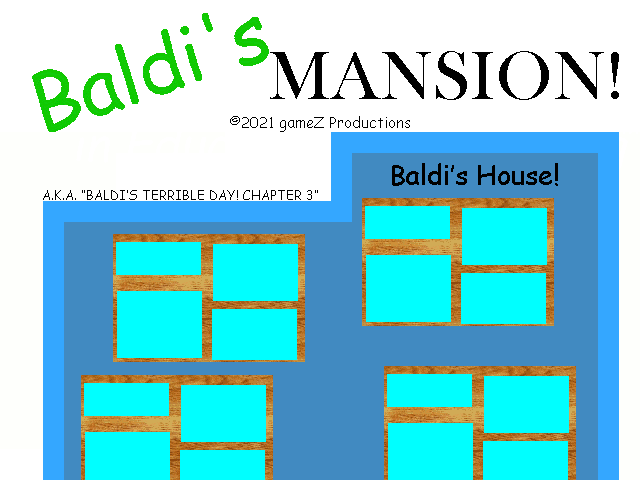 Baldi's MANSION!
©2021 gameZ Productions
A.K.A. "BALDI'S TERRIBLE DAY! CHAPTER 3"
Baldi's House!